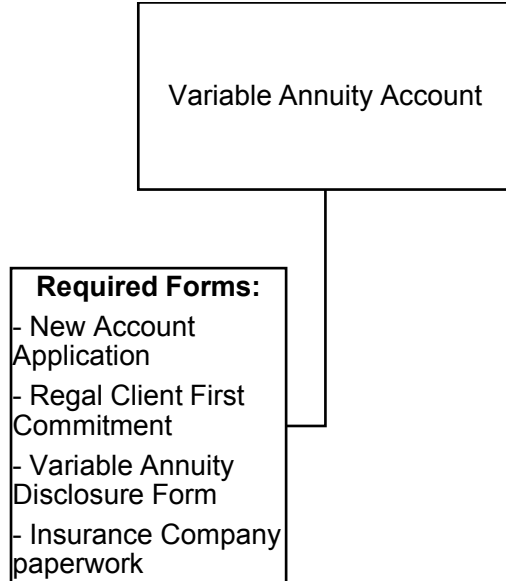 Variable Annuity Account
Required Forms:
- New Account
Application
- Regal Client First
Commitment
- Variable Annuity
Disclosure Form
- Insurance Company
paperwork